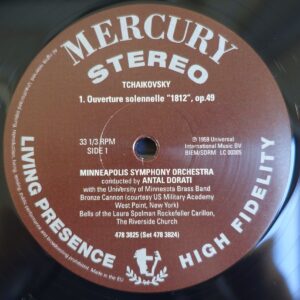 MERCURY
STEREO
TCHAIKOVSKY
1. Ouverture solennelle "1812", op.49
33 1/3 RPM
SIDE 1
℗ 1959 Universal
International Music BV
BIEM/SDRM LC 00305
MINNEAPOLIS SYMPHONY ORCHESTRA
conducted by ANTAL DORATI
with the University of Minnesota Brass Band
Bronze Cannon (courtesy US Military Academy
West Point, New York)
Bells of the Laura Spelman Rockefeller Carillon,
The Riverside Church
478 3825 (Set 478 3824)
LIVING PRESENCE
HIGH FIDELITY
Made in the EU